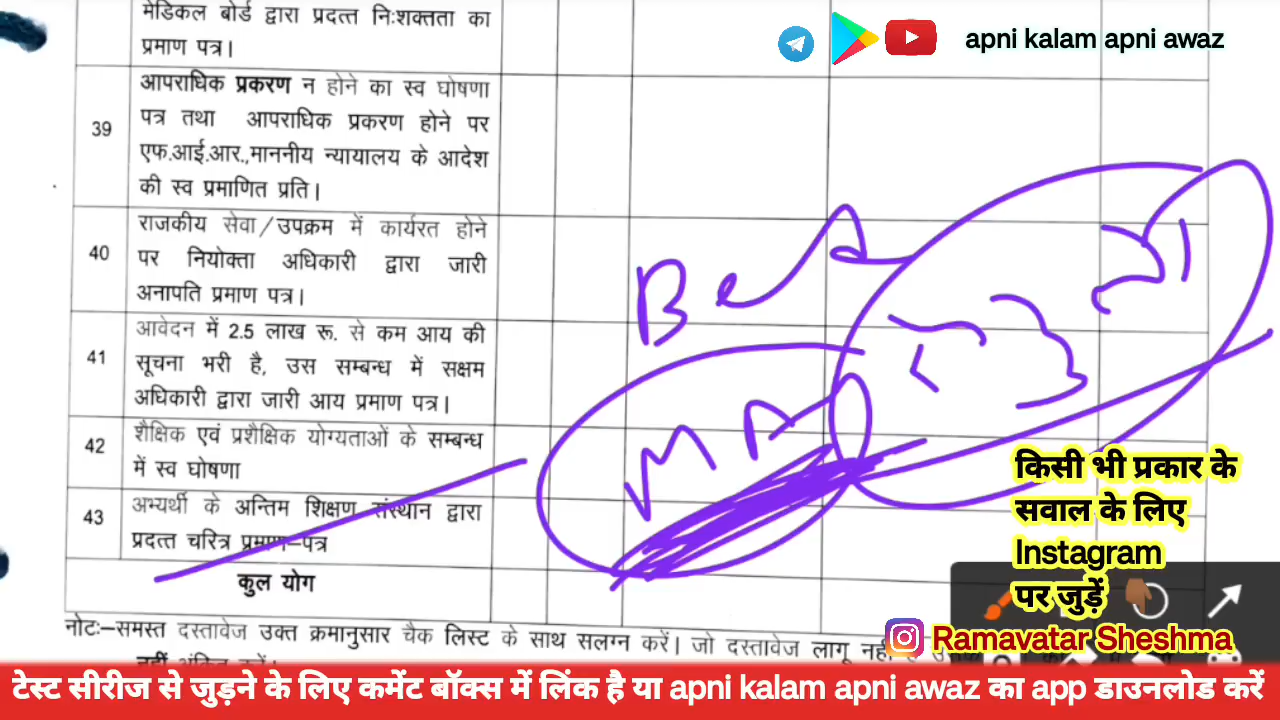 मेडिकल बोर्ड द्वारा प्रदत्त निःशक्तता का
प्रमाण पत्र।
apni kalam apni awaz
39
आपराधिक प्रकरण न होने का स्व घोषणा
पत्र तथा आपराधिक प्रकरण होने पर
एफ.आई.आर.,माननीय न्यायालय के आदेश
की स्व प्रमाणित प्रति।
40
राजकीय सेवा/उपक्रम में कार्यरत होने
पर नियोक्ता अधिकारी द्वारा जारी
अनापति प्रमाण पत्र।
41
आवेदन में 2.5 लाख रू. से कम आय की
सूचना भरी है, उस सम्बन्ध में सक्षम
अधिकारी द्वारा जारी आय प्रमाण पत्र।
42
शैक्षिक एवं प्रशैक्षिक योग्यताओं के सम्बन्ध
में स्व घोषणा
43
अभ्यर्थी के अन्तिम शिक्षण संस्थान द्वारा
प्रदत्त चरित्र प्रमाण–पत्र
कुल योग
नोटः–समस्त दस्तावेज उक्त क्रमानुसार चैक लिस्ट के साथ सलग्न करें। जो दस्तावेज लागू नही
किसी भी प्रकार के
सवाल के लिए
Instagram
पर जुड़ें
Ramavatar Sheshma
टेस्ट सीरीज से जुड़ने के लिए कमेंट बॉक्स में लिंक है या apni kalam apni awaz का app डाउनलोड करें